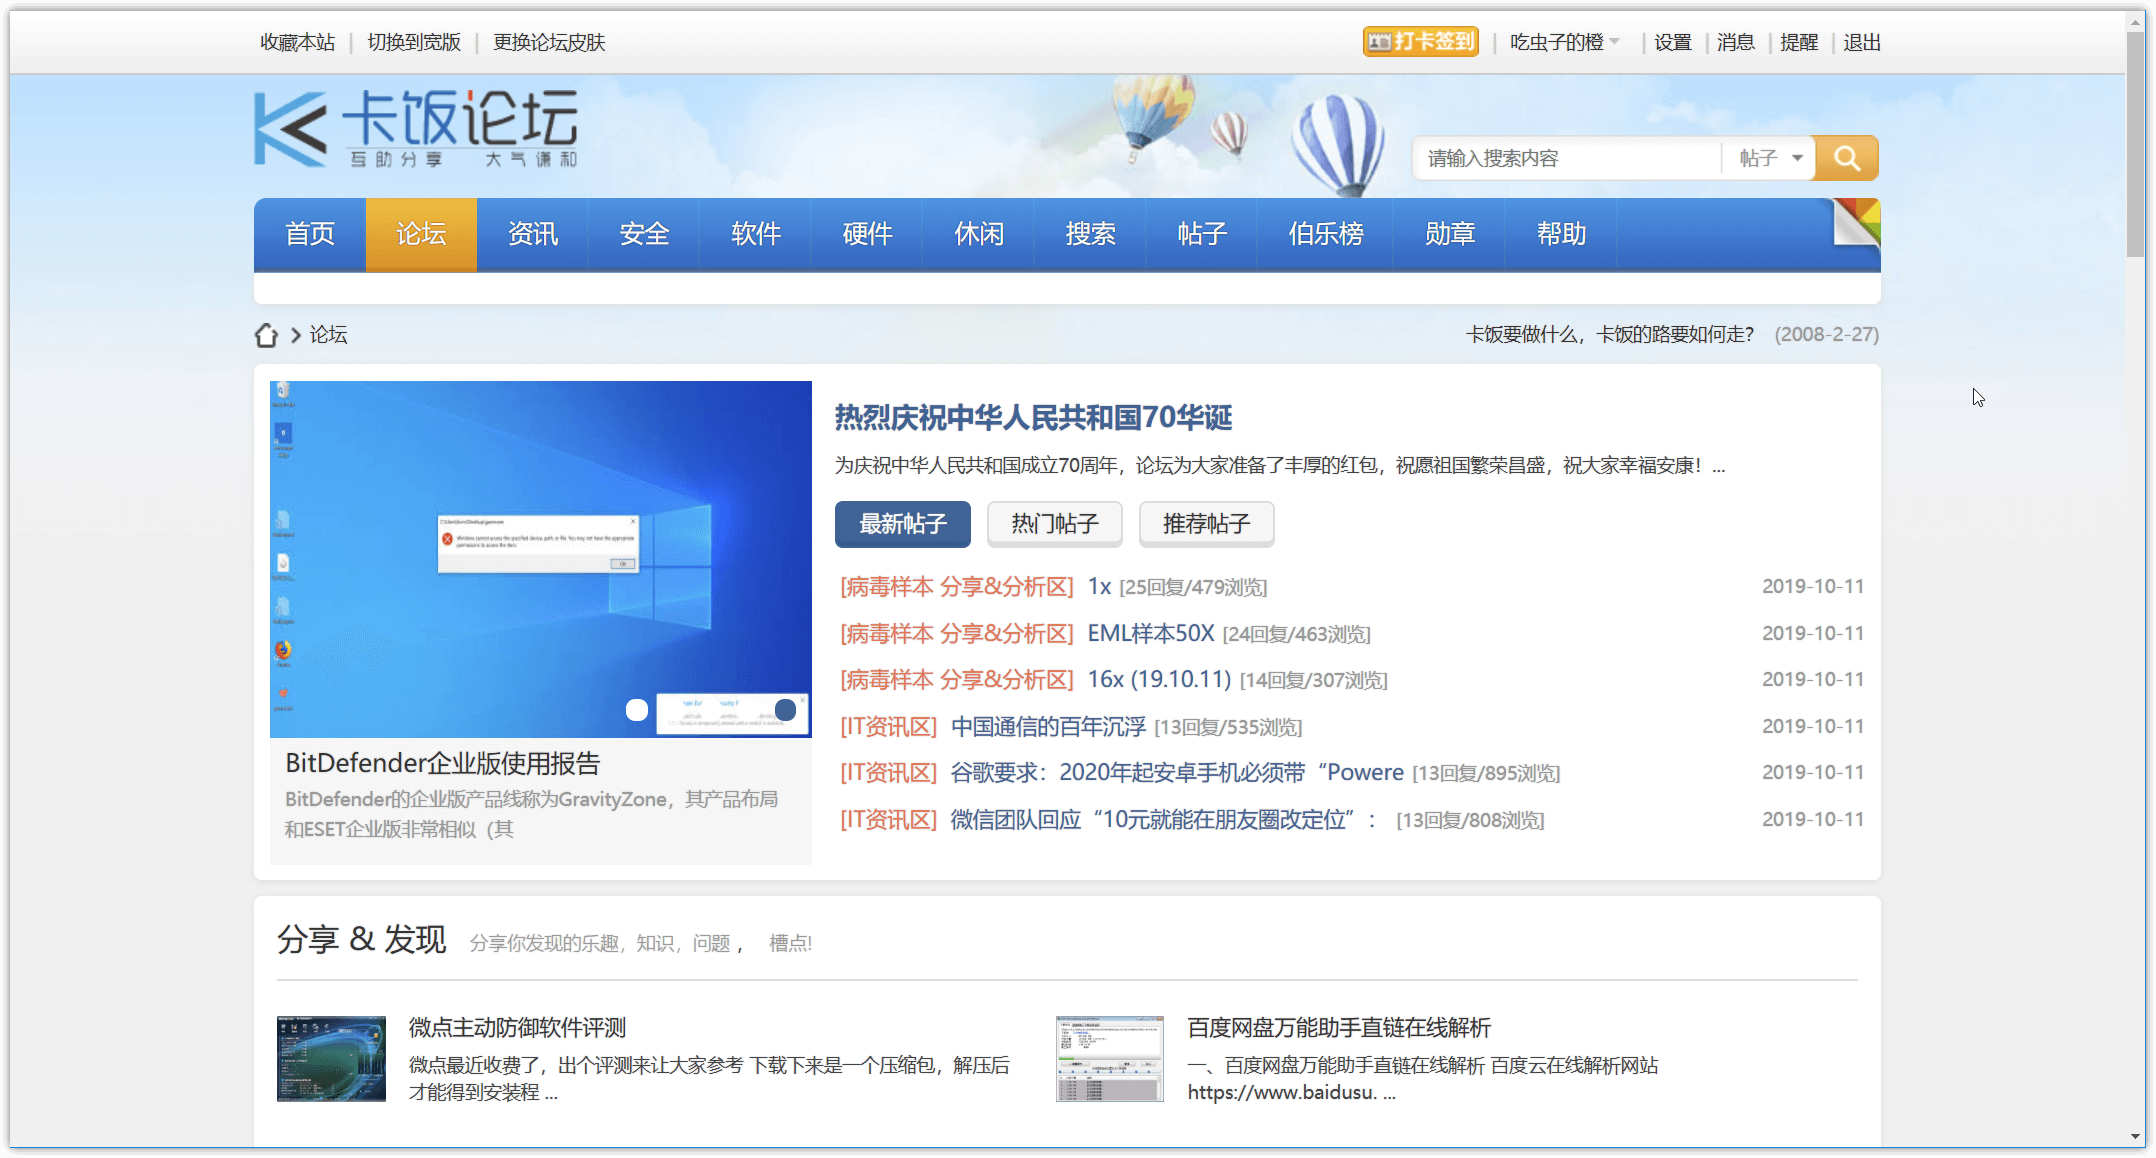 收藏本站 | 切换到宽版 | 更换论坛皮肤
打卡签到 | 吃虫子的橙 | 设置 | 消息 | 提醒 | 退出
卡饭论坛
互助分享 大气谦和
请输入搜索内容 帖子
首页 论坛 资讯 安全 软件 硬件 休闲 搜索 帖子 伯乐榜 勋章 帮助
论坛
卡饭要做什么，卡饭的路要如何走？ (2008-2-27)
Windows cannot access the specified device, path, or file. You may not have the appropriate
permissions to access the item.
OK
BitDefender企业版使用报告
BitDefender的企业版产品线称为GravityZone，其产品布局
和ESET企业版非常相似（其
热烈庆祝中华人民共和国70华诞
为庆祝中华人民共和国成立70周年，论坛为大家准备了丰厚的红包，祝愿祖国繁荣昌盛，祝大家幸福安康！...
最新帖子 热门帖子 推荐帖子
[病毒样本 分享&分析区] 1x [25回复/479浏览] 2019-10-11
[病毒样本 分享&分析区] EML样本50X [24回复/463浏览] 2019-10-11
[病毒样本 分享&分析区] 16x (19.10.11) [14回复/307浏览] 2019-10-11
[IT资讯区] 中国通信的百年沉浮 [13回复/535浏览] 2019-10-11
[IT资讯区] 谷歌要求：2020年起安卓手机必须带“Powere [13回复/895浏览] 2019-10-11
[IT资讯区] 微信团队回应“10元就能在朋友圈改定位”： [13回复/808浏览] 2019-10-11
分享 & 发现 分享你发现的乐趣，知识，问题 ， 槽点!
微点主动防御软件评测
微点最近收费了，出个评测来让大家参考 下载下来是一个压缩包，解压后
才能得到安装程 ...
百度网盘万能助手直链在线解析
一、百度网盘万能助手直链在线解析 百度云在线解析网站
https://www.baidusu. ...